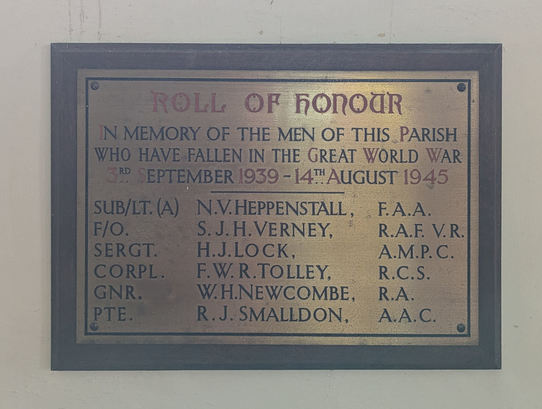 ROLL OF HONOUR
IN MEMORY OF THE MEN OF THIS PARISH
WHO HAVE FALLEN IN THE GREAT WORLD WAR
3RD SEPTEMBER 1939 - 14TH AUGUST 1945
SUB/LT. (A) N.V. HEPPENSTALL, F.A.A.
F/O. S.J.H. VERNEY, R.A.F. V.R.
SERGT. H.J. LOCK, A.M.P.C.
CORPL. F.W.R. TOLLEY, R.C.S.
GNR. W.H. NEWCOMBE, R.A.
PTE. R.J. SMALLDON, A.A.C.